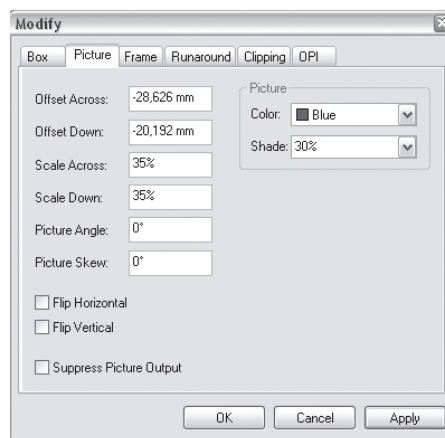 Modify
Box Picture Frame Runaround Clipping OPI
Offset Across: -28,626 mm
Offset Down: -20,192 mm
Scale Across: 35%
Scale Down: 35%
Picture Angle: 0°
Picture Skew: 0°
Flip Horizontal
Flip Vertical
Suppress Picture Output
Picture
Color: Blue
Shade: 30%
OK Cancel Apply